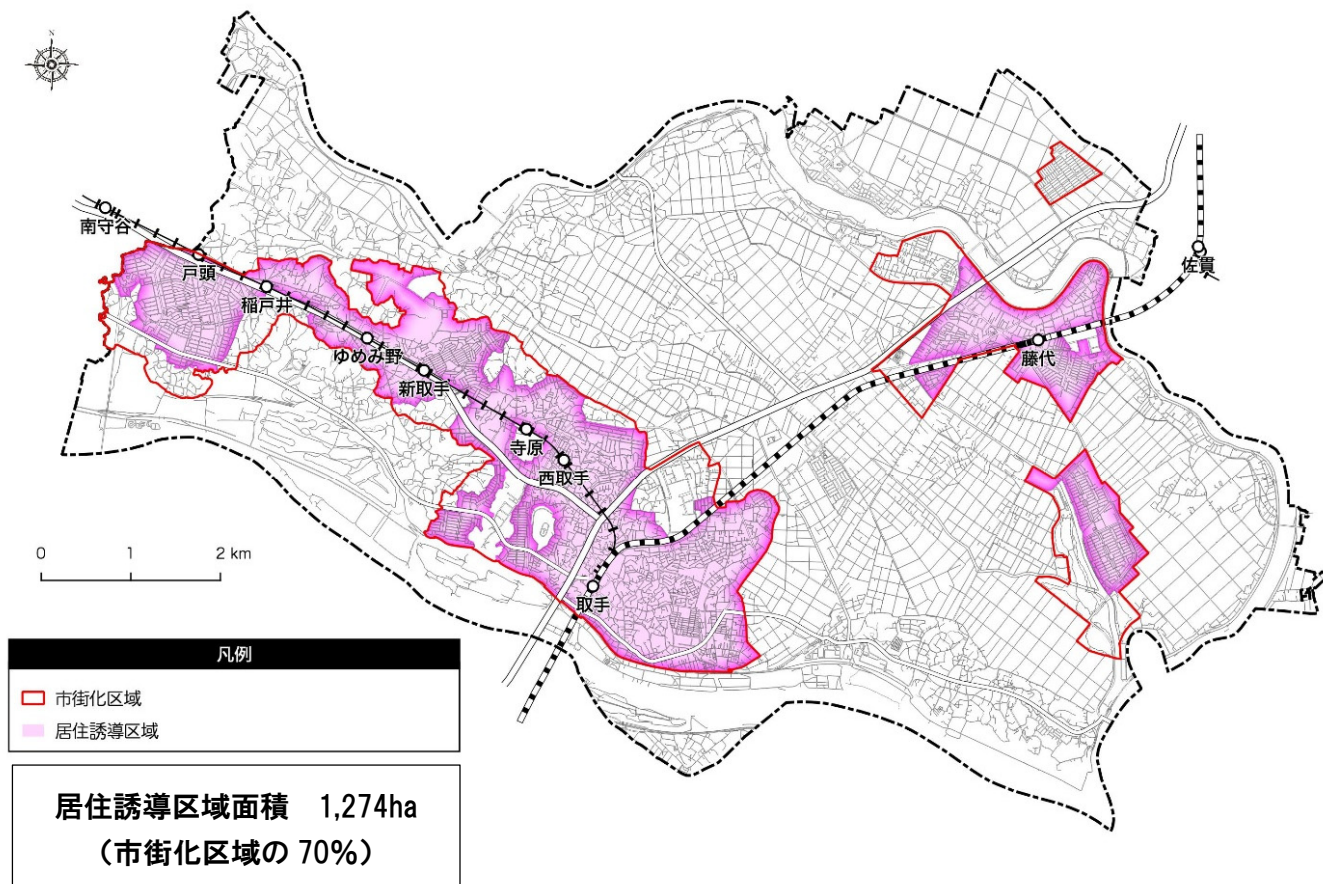 N
南守谷
戸頭
稲戸井
ゆめみ野
新取手
寺原
西取手
取手
藤代
佐貫
0 1 2 km
凡例
市街化区域
居住誘導区域
居住誘導区域面積 1,274ha
（市街化区域の 70%）